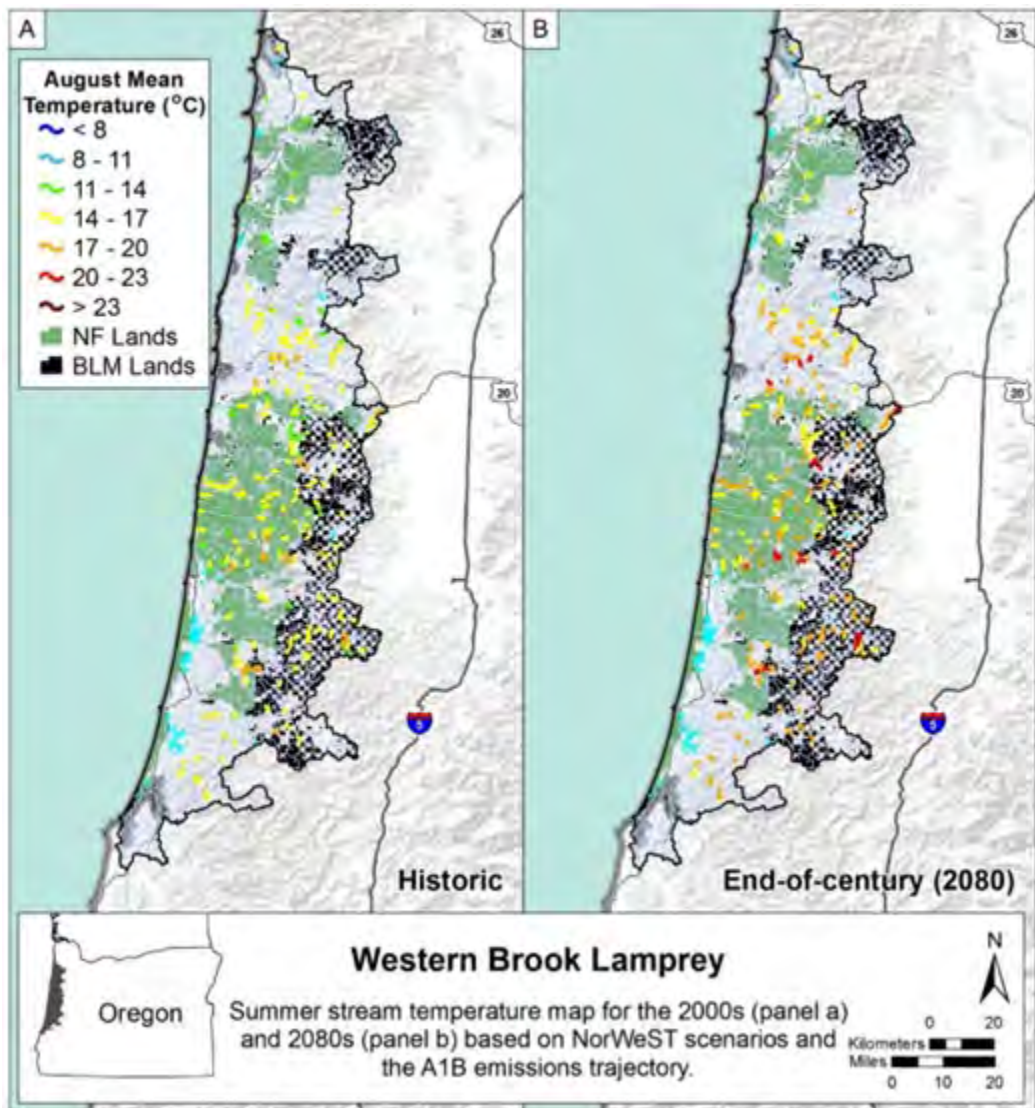 A
B
26
26
August Mean
Temperature (°C)
< 8
8 - 11
11 - 14
14 - 17
17 - 20
20 - 23
> 23
NF Lands
BLM Lands
20
20
5
5
Historic
End-of-century (2080)
Oregon
Western Brook Lamprey
Summer stream temperature map for the 2000s (panel a)
and 2080s (panel b) based on NorWeST scenarios and
the A1B emissions trajectory.
N
0 20
Kilometers
Miles
0 10 20